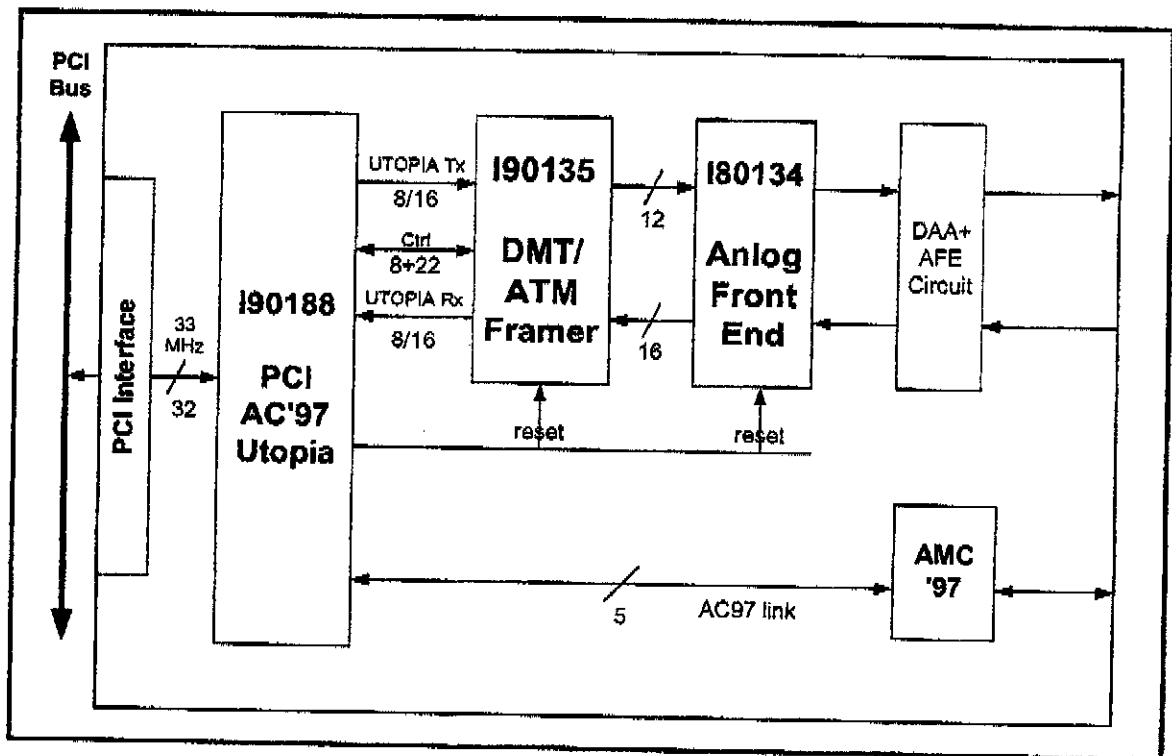 PCI
Bus
PCI Interface
33
MHz
32
I90188
PCI
AC'97
Utopia
UTOPIA Tx
8/16
Ctrl
8+22
UTOPIA Rx
8/16
I90135
DMT/
ATM
Framer
12
16
I80134
Anlog
Front
End
DAA+
AFE
Circuit
reset
reset
5
AC97 link
AMC
'97